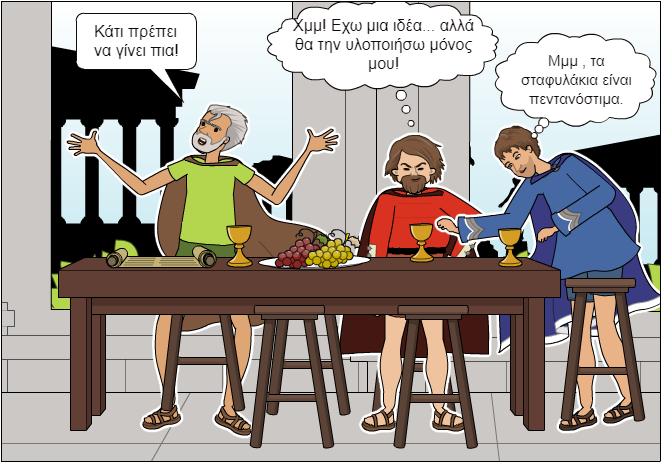 Κάτι πρέπει
να γίνει πια!
Χμμ! Εχω μια ιδέα... αλλά
θα την υλοποιήσω μόνος
μου!
Μμμ , τα
σταφυλάκια είναι
πεντανόστιμα.